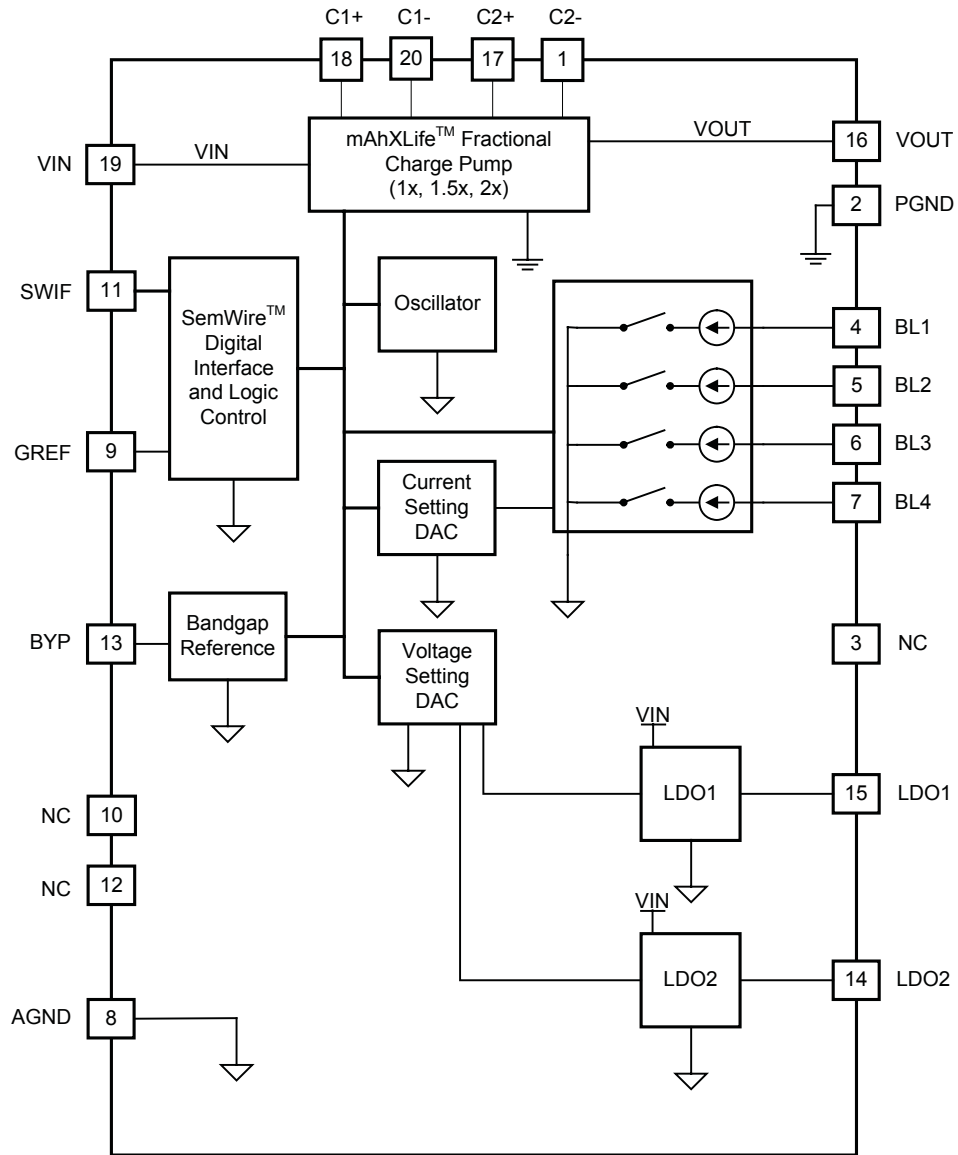 C1+ C1- C2+ C2-
18 20 17 1
mAhXLife™ Fractional
Charge Pump
(1x, 1.5x, 2x)
VIN 19 VIN
VOUT 16 VOUT
2 PGND
SWIF 11
SemWire™
Digital
Interface
and Logic
Control
GREF 9
Oscillator
4 BL1
5 BL2
6 BL3
7 BL4
Current
Setting
DAC
BYP 13
Bandgap
Reference
Voltage
Setting
DAC
3 NC
VIN
LDO1
15 LDO1
NC 10
NC 12
VIN
LDO2
14 LDO2
AGND 8